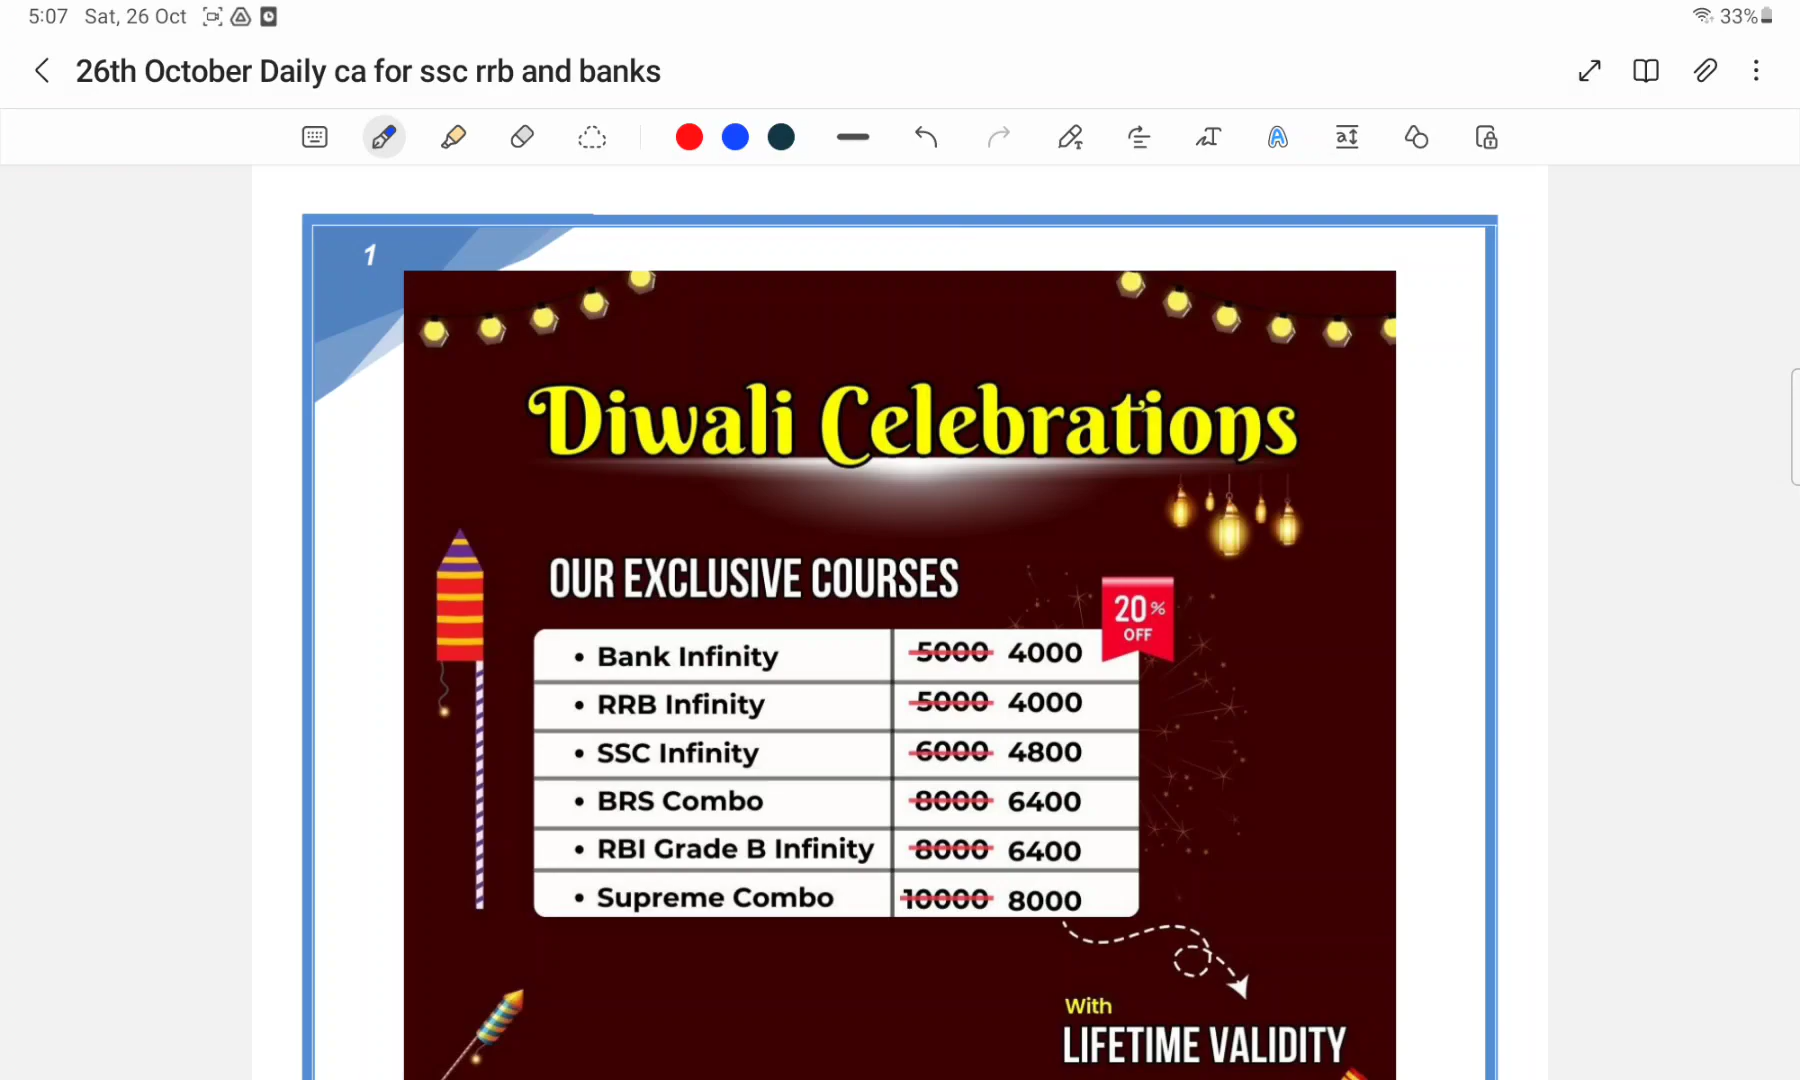 5:07 Sat, 26 Oct 33%
26th October Daily ca for ssc rrb and banks
1
Diwali Celebrations
OUR EXCLUSIVE COURSES
20% OFF
• Bank Infinity 5000 4000
• RRB Infinity 5000 4000
• SSC Infinity 6000 4800
• BRS Combo 8000 6400
• RBI Grade B Infinity 8000 6400
• Supreme Combo 10000 8000
With
LIFETIME VALIDITY